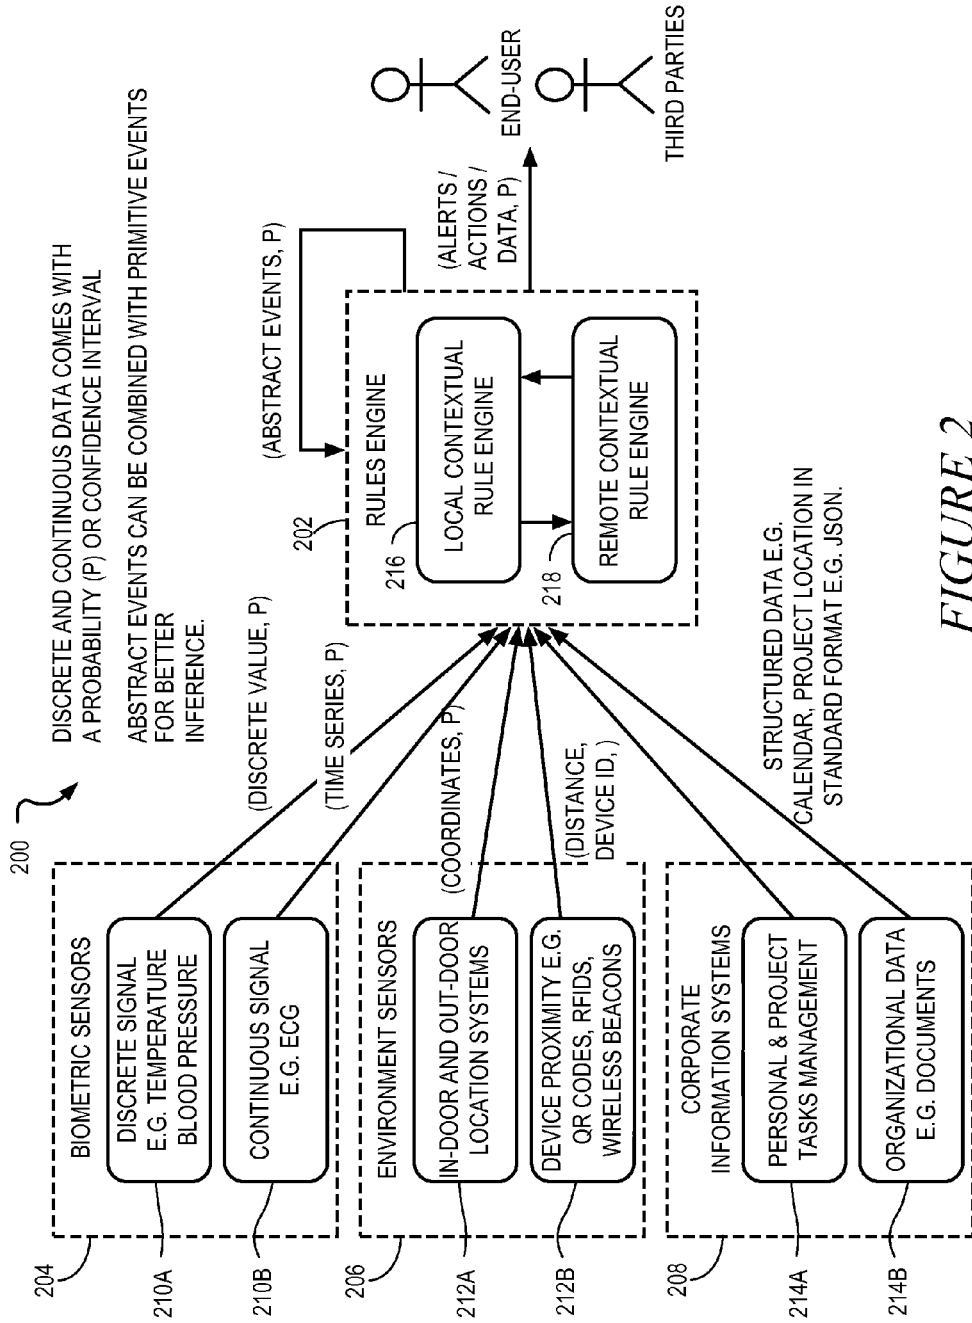 200
DISCRETE AND CONTINUOUS DATA COMES WITH
A PROBABILITY (P) OR CONFIDENCE INTERVAL
ABSTRACT EVENTS CAN BE COMBINED WITH PRIMITIVE EVENTS
FOR BETTER
INFERENCE.
204
BIOMETRIC SENSORS
210A
DISCRETE SIGNAL
E.G. TEMPERATURE
BLOOD PRESSURE
210B
CONTINUOUS SIGNAL
E.G. ECG
(DISCRETE VALUE, P)
(TIME SERIES, P)
206
ENVIRONMENT SENSORS
212A
IN-DOOR AND OUT-DOOR
LOCATION SYSTEMS
212B
DEVICE PROXIMITY E.G.
QR CODES, RFIDS,
WIRELESS BEACONS
(COORDINATES, P)
(DISTANCE,
DEVICE ID, )
208
CORPORATE
INFORMATION SYSTEMS
214A
PERSONAL & PROJECT
TASKS MANAGEMENT
214B
ORGANIZATIONAL DATA
E.G. DOCUMENTS
STRUCTURED DATA E.G.
CALENDAR, PROJECT LOCATION IN
STANDARD FORMAT E.G. JSON.
202
RULES ENGINE
216
LOCAL CONTEXTUAL
RULE ENGINE
218
REMOTE CONTEXTUAL
RULE ENGINE
(ABSTRACT EVENTS, P)
(ALERTS /
ACTIONS /
DATA, P)
END-USER
THIRD PARTIES
FIGURE 2